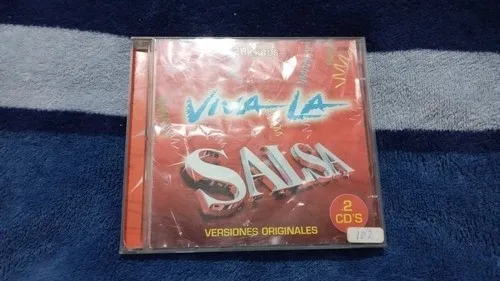 VIVA LA
SALSA
2
CD'S
VERSIONES ORIGINALES